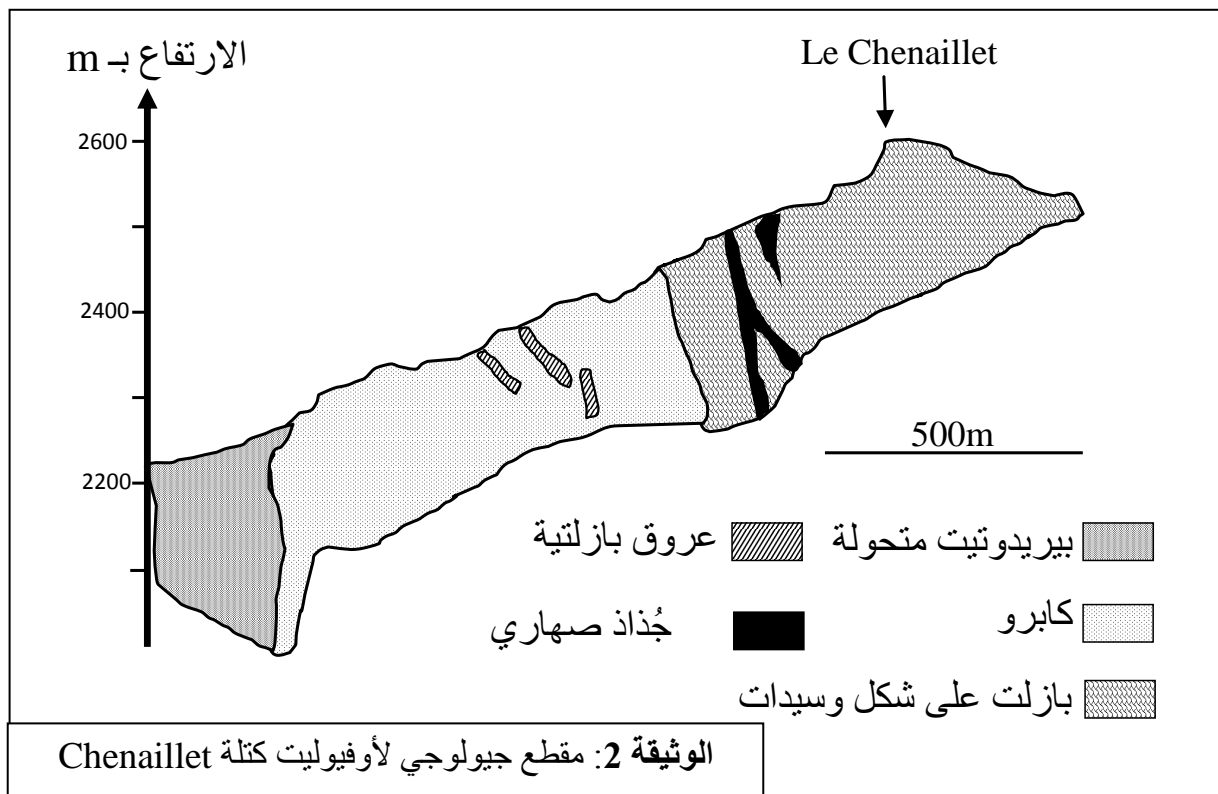 الارتفاع بـ m
Le Chenaillet
2600
2400
2200
500m
بيريدوتيت متحولة
عروق بازلتية
كابرو
جُذاذ صهاري
بازلت على شكل وسيدات
الوثيقة 2: مقطع جيولوجي لأوفيوليت كتلة Chenaillet